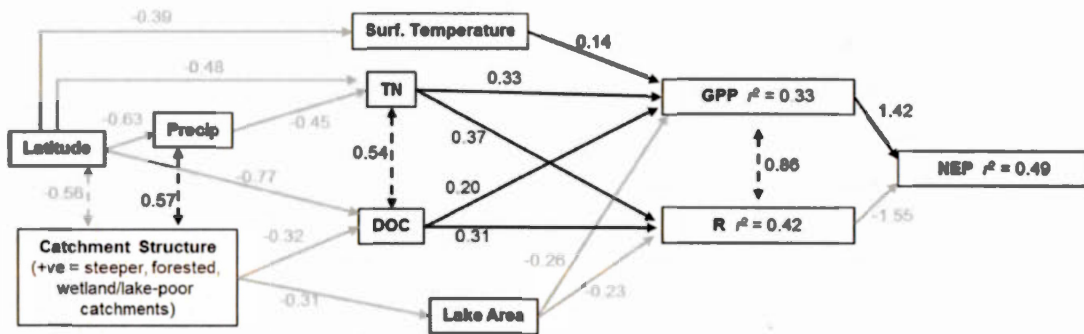 -0.39
Surf. Temperature
0.14
-0.48
TN
0.33
GPP r² = 0.33
-0.63
Precip
-0.45
0.37
1.42
Latitude
0.54
0.86
NEP r² = 0.49
-0.56
0.57
-0.77
0.20
DOC
0.31
R r² = 0.42
-1.55
Catchment Structure
(+ve = steeper, forested,
wetland/lake-poor
catchments)
-0.32
-0.26
-0.23
-0.31
Lake Area